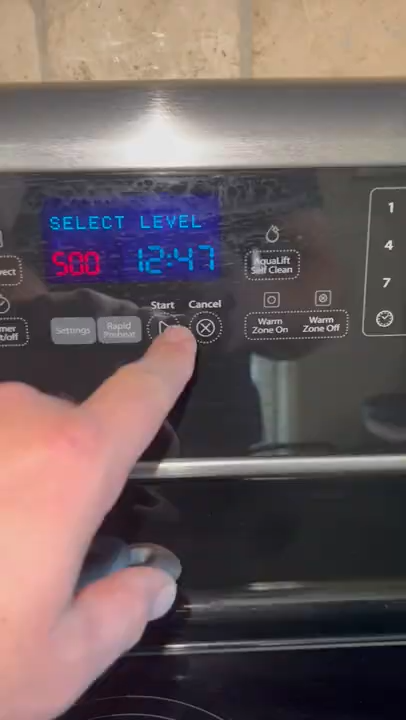 SELECT LEVEL
500 12:47
AquaLift
Self Clean
Start Cancel
Settings
Rapid
Preheat
Warm
Zone On
Warm
Zone Off
1
4
7